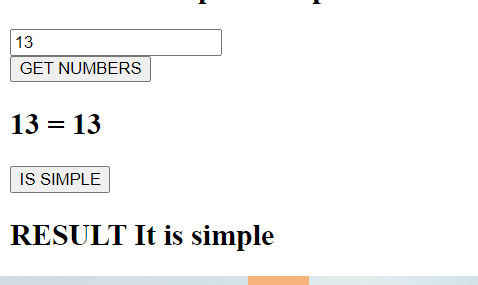 13
GET NUMBERS
13 = 13
IS SIMPLE
RESULT It is simple